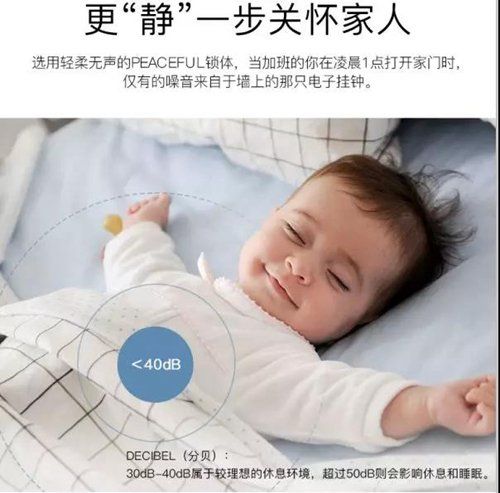 更“静”一步关怀家人
选用轻柔无声的PEACEFUL锁体，当加班的你在凌晨1点打开家门时，
仅有的噪音来自于墙上的那只电子挂钟。
<40dB
DECIBEL（分贝）：
30dB-40dB属于较理想的休息环境，超过50dB则会影响休息和睡眠。